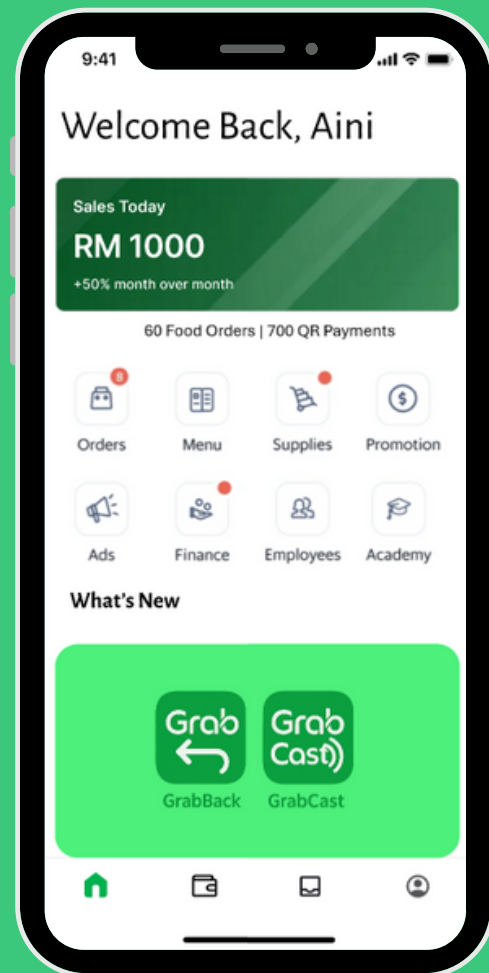 9:41
Welcome Back, Aini
Sales Today
RM 1000
+50% month over month
60 Food Orders | 700 QR Payments
8
Orders Menu Supplies Promotion
$
Ads Finance Employees Academy
What's New
Grab Grab
Cast
GrabBack GrabCast